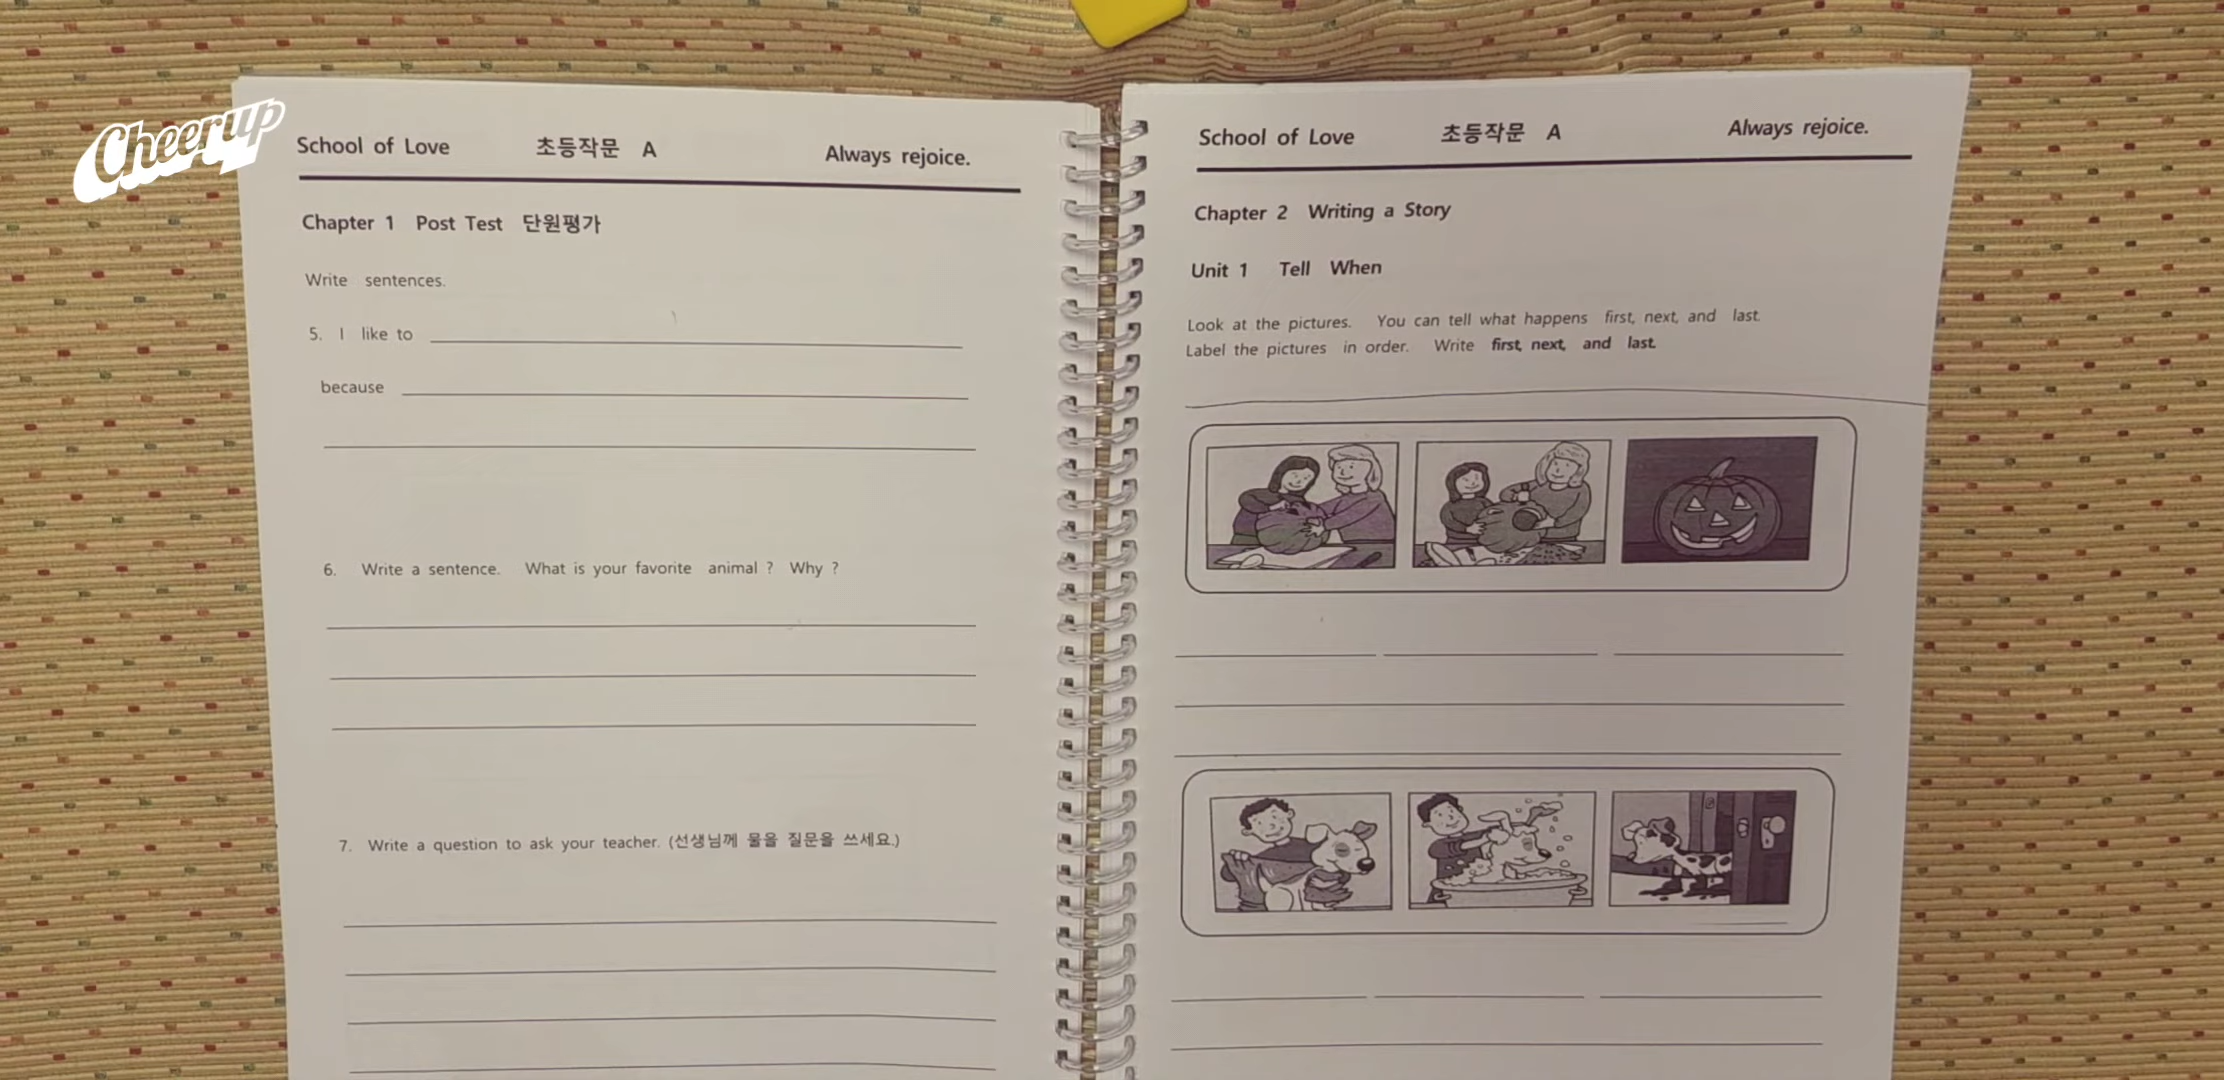 Cheerup
School of Love 초등작문 A Always rejoice.
Chapter 1 Post Test 단원평가
Write sentences.
5. I like to
because
6. Write a sentence. What is your favorite animal ? Why ?
7. Write a question to ask your teacher. (선생님께 물을 질문을 쓰세요.)
School of Love 초등작문 A Always rejoice.
Chapter 2 Writing a Story
Unit 1 Tell When
Look at the pictures. You can tell what happens first, next, and last.
Label the pictures in order. Write first, next, and last.